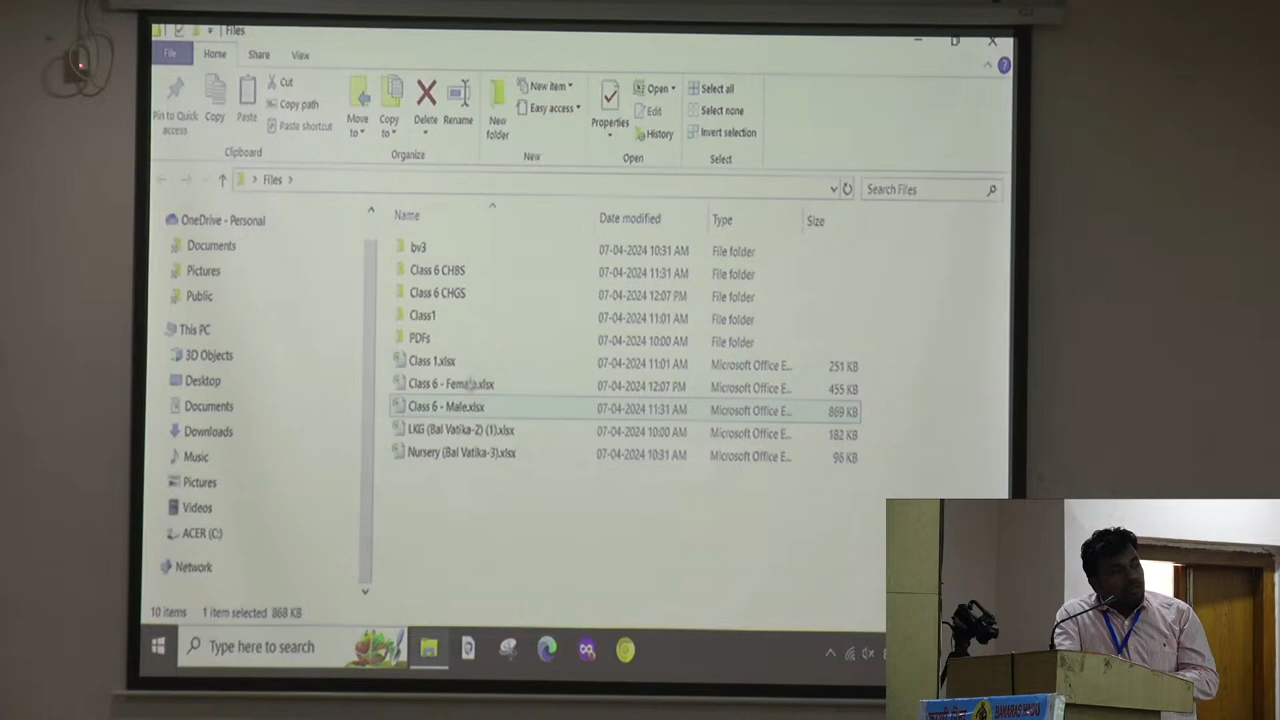 Files
File Home Share View
Pin to Quick access
Copy
Paste
Cut
Copy path
Paste shortcut
Clipboard
Move to
Copy to
Delete
Rename
Organize
New folder
New item
Easy access
New
Properties
Open
Edit
History
Open
Select all
Select none
Invert selection
Select
> Files >
Search Files
OneDrive - Personal
Documents
Pictures
Public
This PC
3D Objects
Desktop
Documents
Downloads
Music
Pictures
Videos
ACER (C:)
Network
Name Date modified Type Size
bv3 07-04-2024 10:31 AM File folder
Class 6 CHBS 07-04-2024 11:31 AM File folder
Class 6 CHGS 07-04-2024 12:07 PM File folder
Class1 07-04-2024 11:01 AM File folder
PDFs 07-04-2024 10:00 AM File folder
Class 1.xlsx 07-04-2024 11:01 AM Microsoft Office E... 251 KB
Class 6 - Female.xlsx 07-04-2024 12:07 PM Microsoft Office E... 455 KB
Class 6 - Male.xlsx 07-04-2024 11:31 AM Microsoft Office E... 869 KB
LKG (Bal Vatika-2) (1).xlsx 07-04-2024 10:00 AM Microsoft Office E... 182 KB
Nursery (Bal Vatika-3).xlsx 07-04-2024 10:31 AM Microsoft Office E... 96 KB
10 items 1 item selected 868 KB
Type here to search
BANARAS HINDU